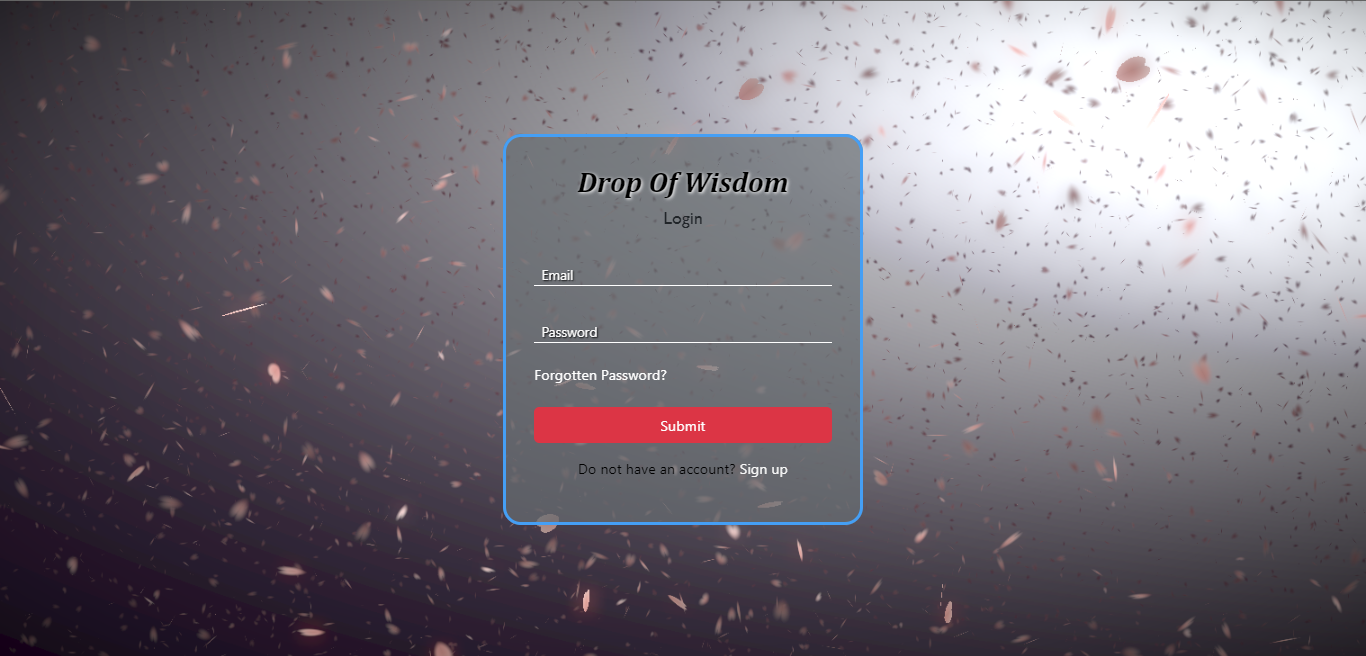 Drop Of Wisdom
Login
Email
Password
Forgotten Password?
Submit
Do not have an account? Sign up